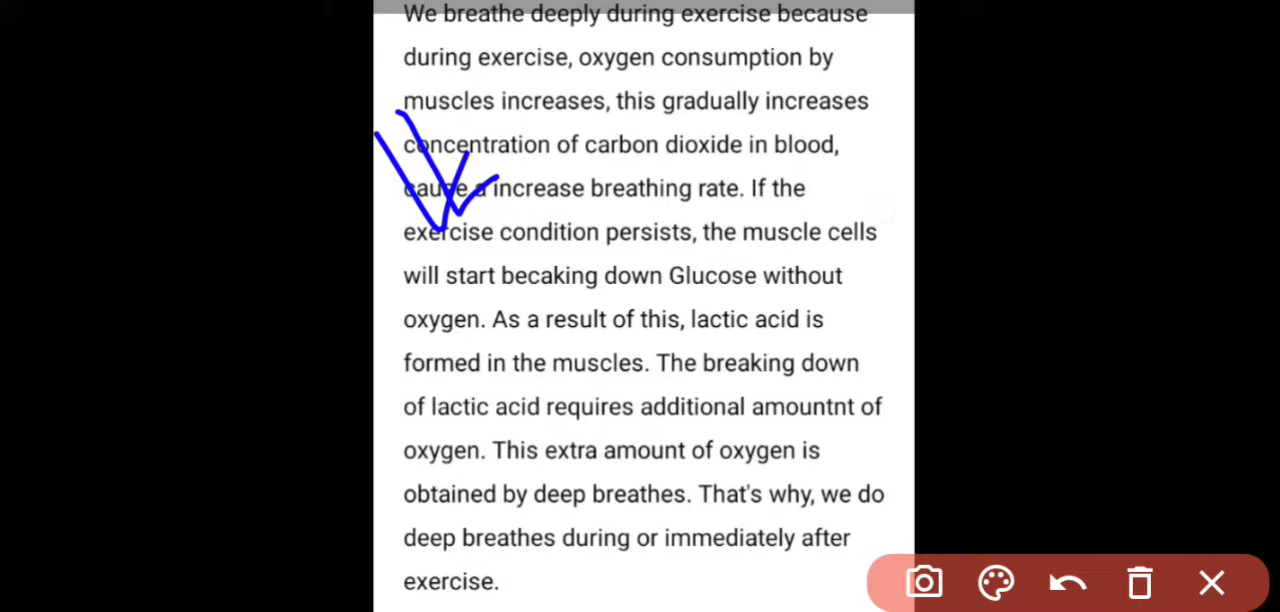 We breathe deeply during exercise because
during exercise, oxygen consumption by
muscles increases, this gradually increases
concentration of carbon dioxide in blood,
cause a increase breathing rate. If the
exercise condition persists, the muscle cells
will start becaking down Glucose without
oxygen. As a result of this, lactic acid is
formed in the muscles. The breaking down
of lactic acid requires additional amountnt of
oxygen. This extra amount of oxygen is
obtained by deep breathes. That's why, we do
deep breathes during or immediately after
exercise.